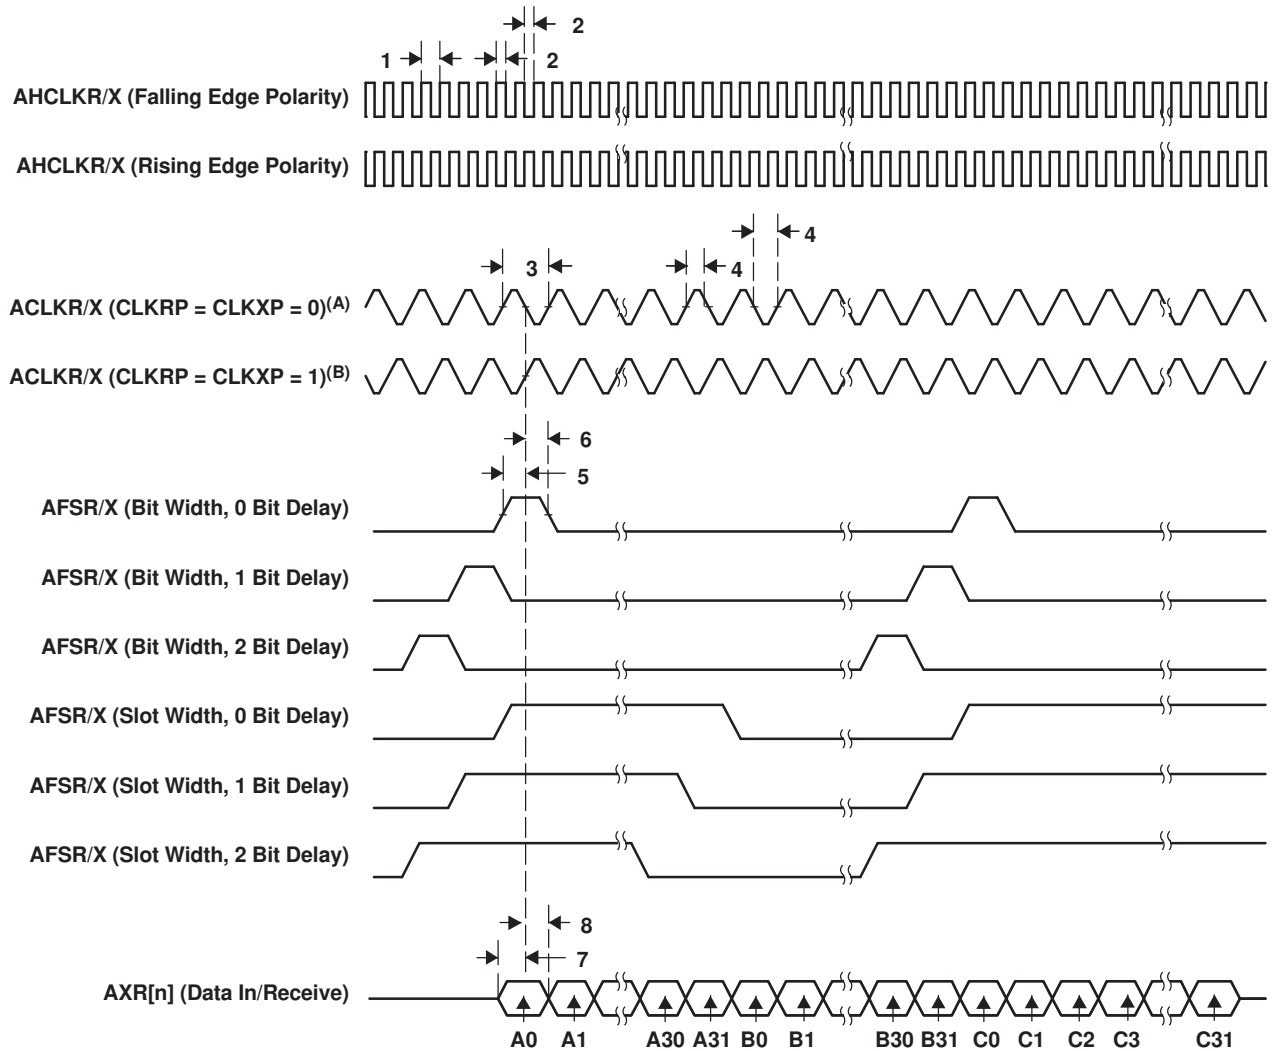 2
1
2
AHCLKR/X (Falling Edge Polarity)
AHCLKR/X (Rising Edge Polarity)
4
3
4
ACLKR/X (CLKRP = CLKXP = 0)(A)
ACLKR/X (CLKRP = CLKXP = 1)(B)
6
5
AFSR/X (Bit Width, 0 Bit Delay)
AFSR/X (Bit Width, 1 Bit Delay)
AFSR/X (Bit Width, 2 Bit Delay)
AFSR/X (Slot Width, 0 Bit Delay)
AFSR/X (Slot Width, 1 Bit Delay)
AFSR/X (Slot Width, 2 Bit Delay)
8
7
AXR[n] (Data In/Receive)
A0 A1 A30 A31 B0 B1 B30 B31 C0 C1 C2 C3 C31